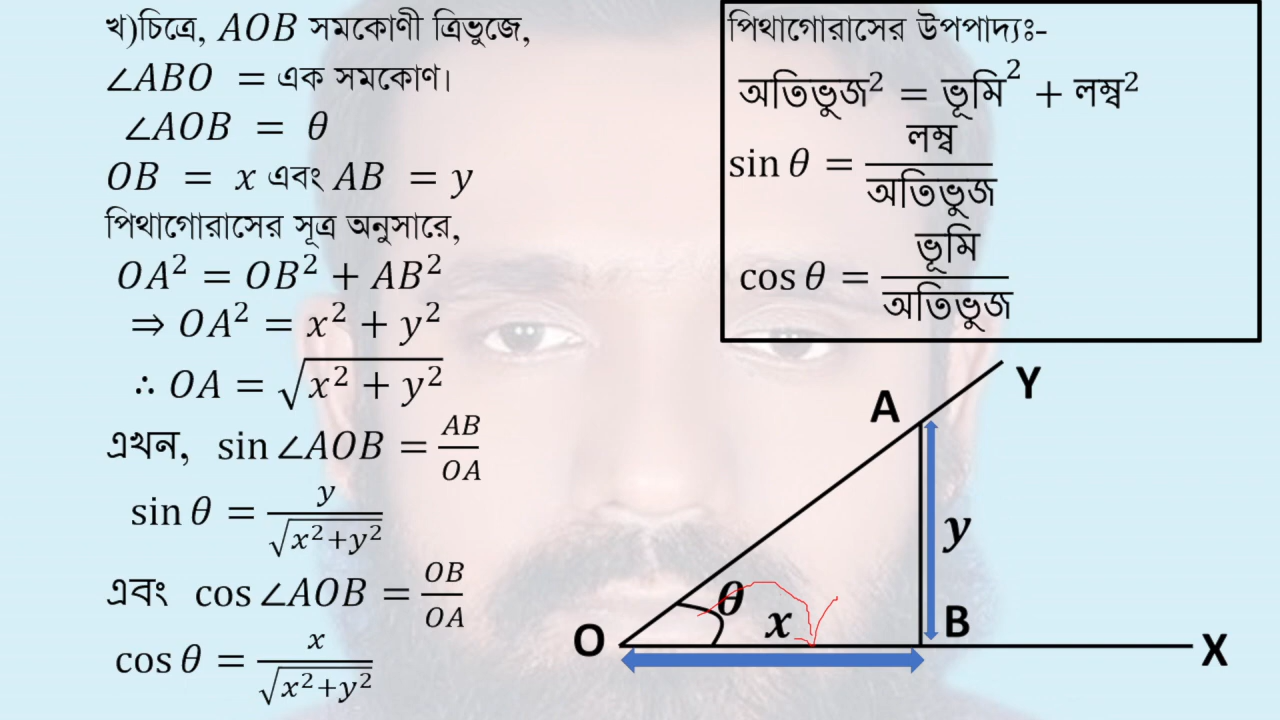 খ)চিত্রে, AOB সমকোণী ত্রিভুজে,
∠ABO = এক সমকোণ।
∠AOB = θ
OB = x এবং AB = y
পিথাগোরাসের সূত্র অনুসারে,
OA² = OB² + AB²
⇒ OA² = x² + y²
∴ OA = √(x² + y²)
এখন, sin ∠AOB = AB/OA
sin θ = y/√(x²+y²)
এবং cos ∠AOB = OB/OA
cos θ = x/√(x²+y²)
পিথাগোরাসের উপপাদ্যঃ-
অতিভুজ² = ভূমি² + লম্ব²
sin θ = লম্ব/অতিভুজ
cos θ = ভূমি/অতিভুজ
Y
A
y
θ
x
B
O
X